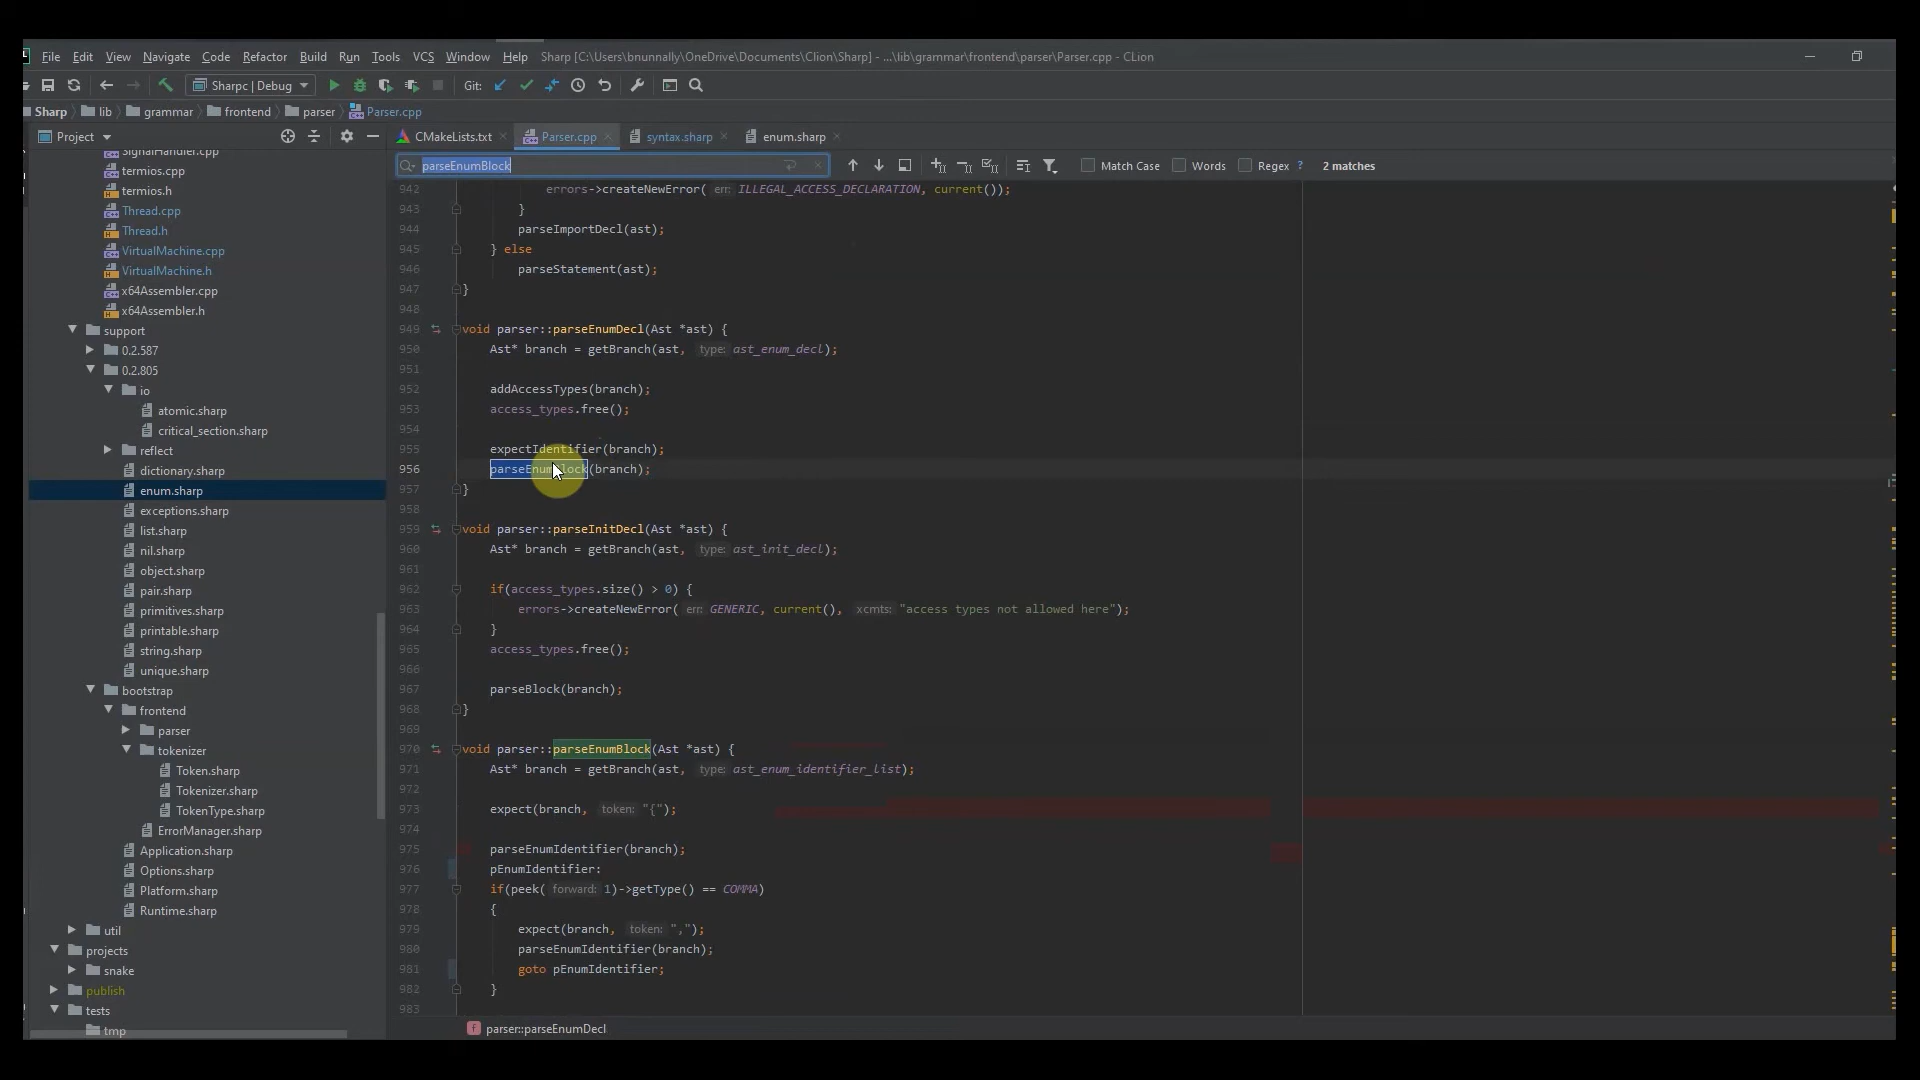 File Edit View Navigate Code Refactor Build Run Tools VCS Window Help Sharp [C:\Users\bnunnally\OneDrive\Documents\Clion\Sharp] - ...\lib\grammar\frontend\parser\Parser.cpp - CLion
Sharpc | Debug Git:
Sharp lib grammar frontend parser Parser.cpp
Project
CMakeLists.txt Parser.cpp syntax.sharp enum.sharp
parseEnumBlock Match Case Words Regex ? 2 matches
SignalHandler.cpp
termios.cpp
termios.h
Thread.cpp
Thread.h
VirtualMachine.cpp
VirtualMachine.h
x64Assembler.cpp
x64Assembler.h
support
0.2.587
0.2.805
io
atomic.sharp
critical_section.sharp
reflect
dictionary.sharp
enum.sharp
exceptions.sharp
list.sharp
nil.sharp
object.sharp
pair.sharp
primitives.sharp
printable.sharp
string.sharp
unique.sharp
bootstrap
frontend
parser
tokenizer
Token.sharp
Tokenizer.sharp
TokenType.sharp
ErrorManager.sharp
Application.sharp
Options.sharp
Platform.sharp
Runtime.sharp
util
projects
snake
publish
tests
tmp
942 errors->createNewError( err: ILLEGAL_ACCESS_DECLARATION, current());
943 }
944 parseImportDecl(ast);
945 } else
946 parseStatement(ast);
947 }
948
949 void parser::parseEnumDecl(Ast *ast) {
950 Ast* branch = getBranch(ast, type: ast_enum_decl);
951
952 addAccessTypes(branch);
953 access_types.free();
954
955 expectIdentifier(branch);
956 parseEnumBlock(branch);
957 }
958
959 void parser::parseInitDecl(Ast *ast) {
960 Ast* branch = getBranch(ast, type: ast_init_decl);
961
962 if(access_types.size() > 0) {
963 errors->createNewError( err: GENERIC, current(), xcmts: "access types not allowed here");
964 }
965 access_types.free();
966
967 parseBlock(branch);
968 }
969
970 void parser::parseEnumBlock(Ast *ast) {
971 Ast* branch = getBranch(ast, type: ast_enum_identifier_list);
972
973 expect(branch, token: "{");
974
975 parseEnumIdentifier(branch);
976 pEnumIdentifier:
977 if(peek( forward: 1)->getType() == COMMA)
978 {
979 expect(branch, token: ",");
980 parseEnumIdentifier(branch);
981 goto pEnumIdentifier;
982 }
983
f parser::parseEnumDecl